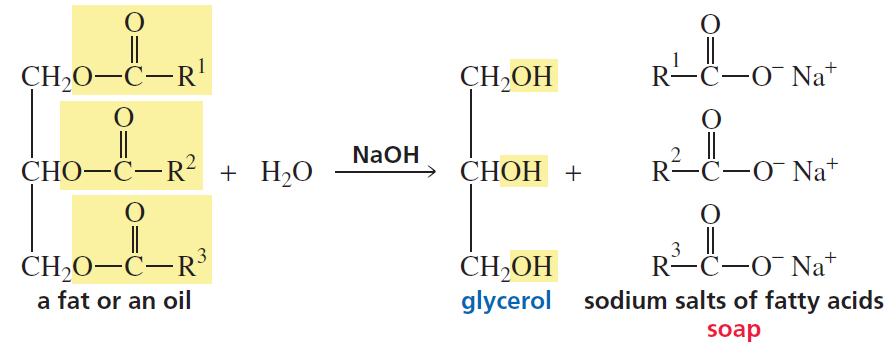 O O
CH₂O—C—R¹ CH₂OH R¹—C—O⁻ Na⁺
O O
CHO—C—R² + H₂O NaOH CHOH + R²—C—O⁻ Na⁺
O O
CH₂O—C—R³ CH₂OH R³—C—O⁻ Na⁺
a fat or an oil glycerol sodium salts of fatty acids
soap